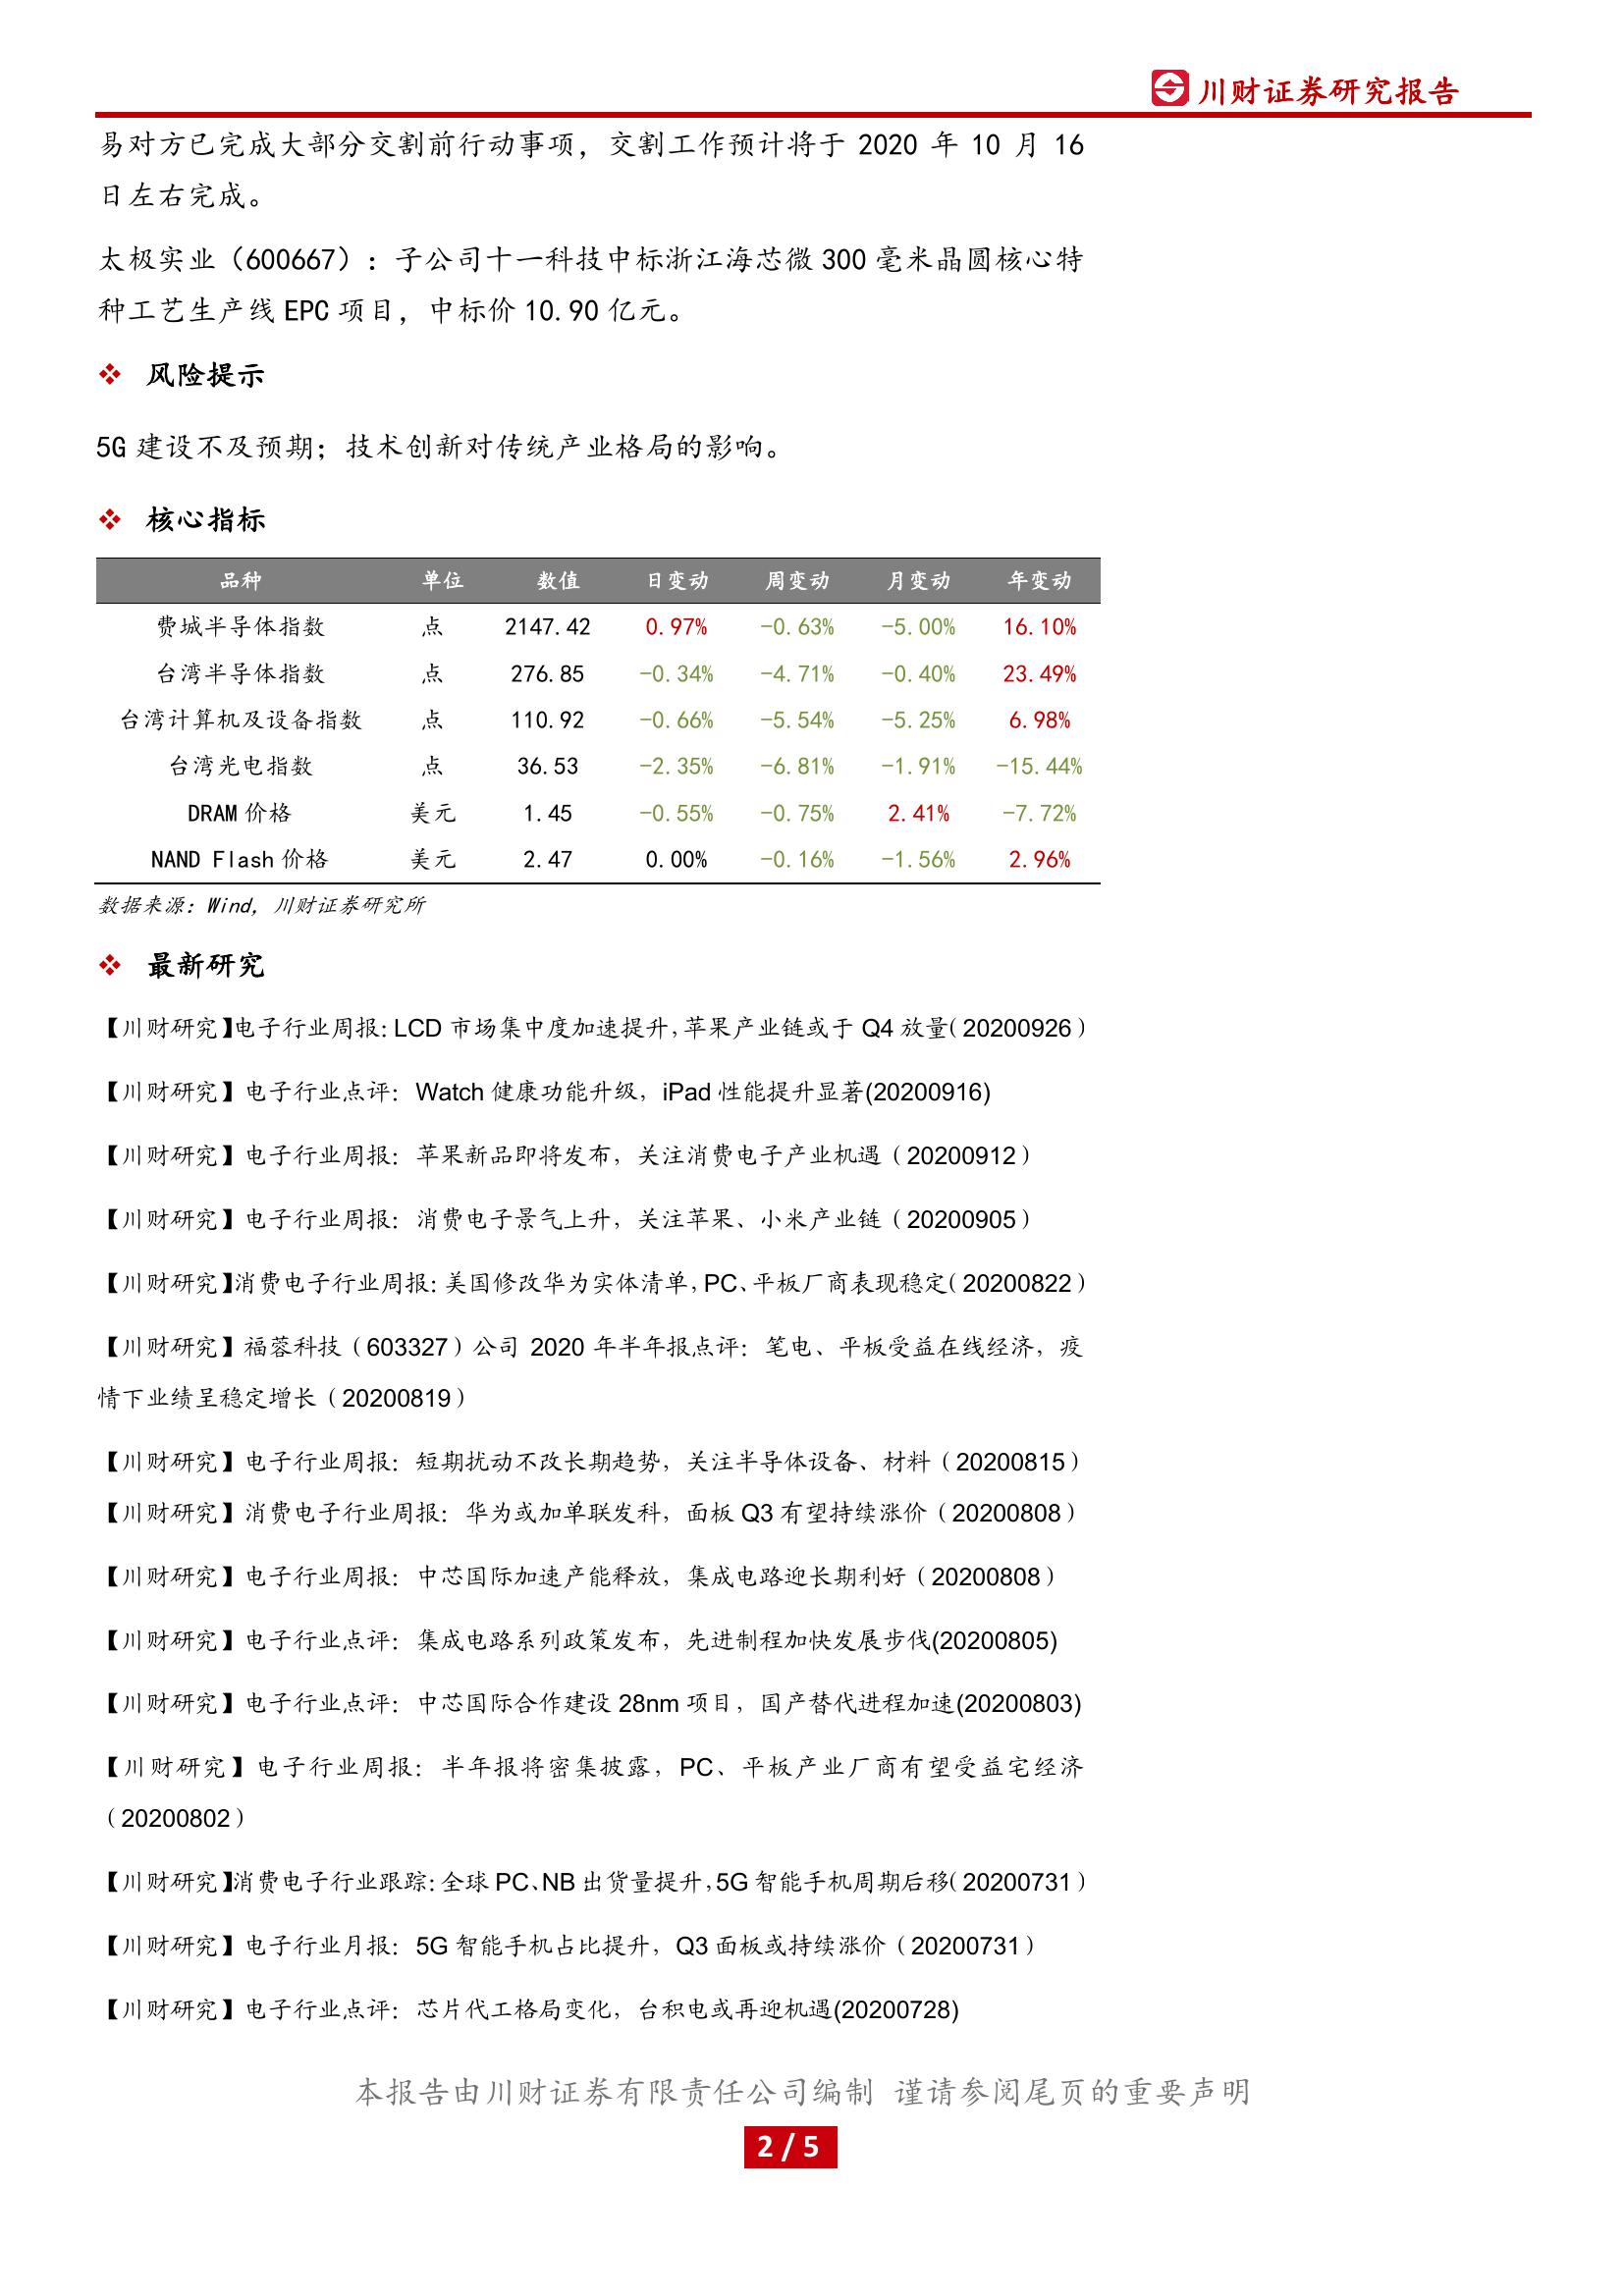 川财证券研究报告
易对方已完成大部分交割前行动事项，交割工作预计将于 2020 年 10 月 16
日左右完成。
太极实业（600667）：子公司十一科技中标浙江海芯微 300 毫米晶圆核心特
种工艺生产线 EPC 项目，中标价 10.90 亿元。
❖ 风险提示
5G 建设不及预期；技术创新对传统产业格局的影响。
❖ 核心指标
品种 单位 数值 日变动 周变动 月变动 年变动
费城半导体指数 点 2147.42 0.97% -0.63% -5.00% 16.10%
台湾半导体指数 点 276.85 -0.34% -4.71% -0.40% 23.49%
台湾计算机及设备指数 点 110.92 -0.66% -5.54% -5.25% 6.98%
台湾光电指数 点 36.53 -2.35% -6.81% -1.91% -15.44%
DRAM 价格 美元 1.45 -0.55% -0.75% 2.41% -7.72%
NAND Flash 价格 美元 2.47 0.00% -0.16% -1.56% 2.96%
数据来源：Wind，川财证券研究所
❖ 最新研究
【川财研究】电子行业周报：LCD 市场集中度加速提升，苹果产业链或于 Q4 放量（20200926）
【川财研究】电子行业点评：Watch 健康功能升级，iPad 性能提升显著(20200916)
【川财研究】电子行业周报：苹果新品即将发布，关注消费电子产业机遇（20200912）
【川财研究】电子行业周报：消费电子景气上升，关注苹果、小米产业链（20200905）
【川财研究】消费电子行业周报：美国修改华为实体清单，PC、平板厂商表现稳定（20200822）
【川财研究】福蓉科技（603327）公司 2020 年半年报点评：笔电、平板受益在线经济，疫
情下业绩呈稳定增长（20200819）
【川财研究】电子行业周报：短期扰动不改长期趋势，关注半导体设备、材料（20200815）
【川财研究】消费电子行业周报：华为或加单联发科，面板 Q3 有望持续涨价（20200808）
【川财研究】电子行业周报：中芯国际加速产能释放，集成电路迎长期利好（20200808）
【川财研究】电子行业点评：集成电路系列政策发布，先进制程加快发展步伐(20200805)
【川财研究】电子行业点评：中芯国际合作建设 28nm 项目，国产替代进程加速(20200803)
【川财研究】电子行业周报：半年报将密集披露，PC、平板产业厂商有望受益宅经济
（20200802）
【川财研究】消费电子行业跟踪：全球 PC、NB 出货量提升，5G 智能手机周期后移（20200731）
【川财研究】电子行业月报：5G 智能手机占比提升，Q3 面板或持续涨价（20200731）
【川财研究】电子行业点评：芯片代工格局变化，台积电或再迎机遇(20200728)
本报告由川财证券有限责任公司编制 谨请参阅尾页的重要声明
2 / 5